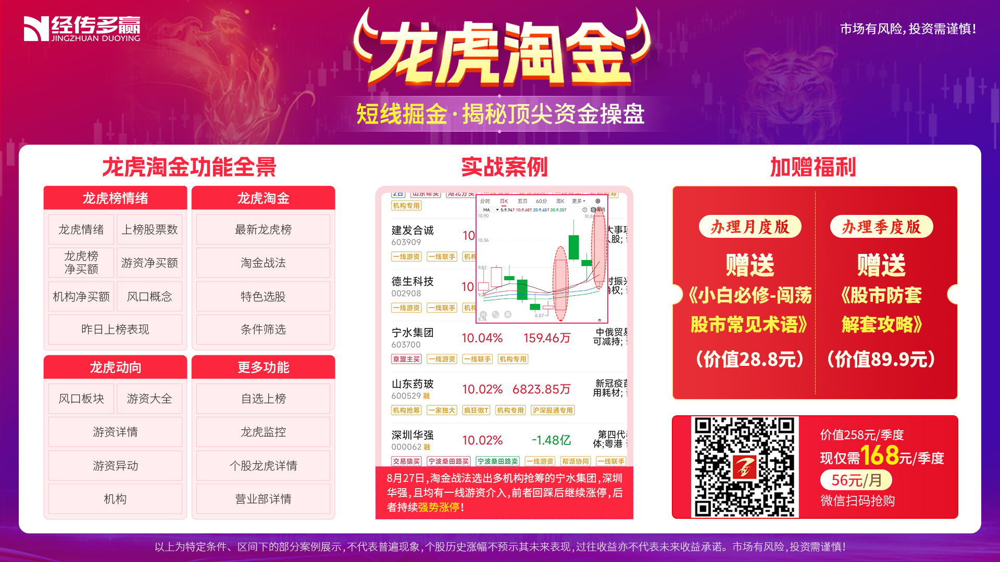 经传多赢
JINGZHUAN DUOYING
龙虎淘金
市场有风险,投资需谨慎!
短线掘金·揭秘顶尖资金操盘
龙虎淘金功能全景
龙虎榜情绪
龙虎情绪
上榜股票数
龙虎榜
净买额
游资净买额
机构净买额
风口概念
昨日上榜表现
龙虎淘金
最新龙虎榜
淘金战法
特色选股
条件筛选
龙虎动向
风口板块
游资大全
游资详情
游资异动
机构
更多功能
自选上榜
龙虎监控
个股龙虎详情
营业部详情
实战案例
机构专用
分时 日K 五日 60分 周K 更多
MA 5:9.94↑ 10:9.68↑ 20:9.45↑ 30:9.35↑
10.90
10.36
9.82
8.74
8.87→
建发合诚
603909
10
一线游资 一线联手 机构
德生科技
002908
10.
一线游资 一线联手 机构
宁水集团
603700
10.04% 159.46万
中俄贸易
可减持;
章盟主买 一线游资 一线联手 机构专用
山东药玻
600529 融
10.02% 6823.85万
新冠疫苗
用耗材;
机构抢筹 一家独大 疯狂做T 机构专用 沪深股通专用
深圳华强
000062 融
10.02% -1.48亿
第四代
体;粤港
交易猿买 宁波桑田路买 宁波桑田路卖 一线游资 帮派协同 一线联手
8月27日,淘金战法选出多机构抢筹的宁水集团,深圳
华强,且均有一线游资介入,前者回踩后继续涨停,后
者持续强势涨停!
加赠福利
办理月度版
赠送
《小白必修-闯荡
股市常见术语》
(价值28.8元)
办理季度版
赠送
《股市防套
解套攻略》
(价值89.9元)
价值258元/季度
现仅需168元/季度
56元/月
微信扫码抢购
以上为特定条件、区间下的部分案例展示,不代表普遍现象,个股历史涨幅不预示其未来表现,过往收益亦不代表未来收益承诺。市场有风险,投资需谨慎!